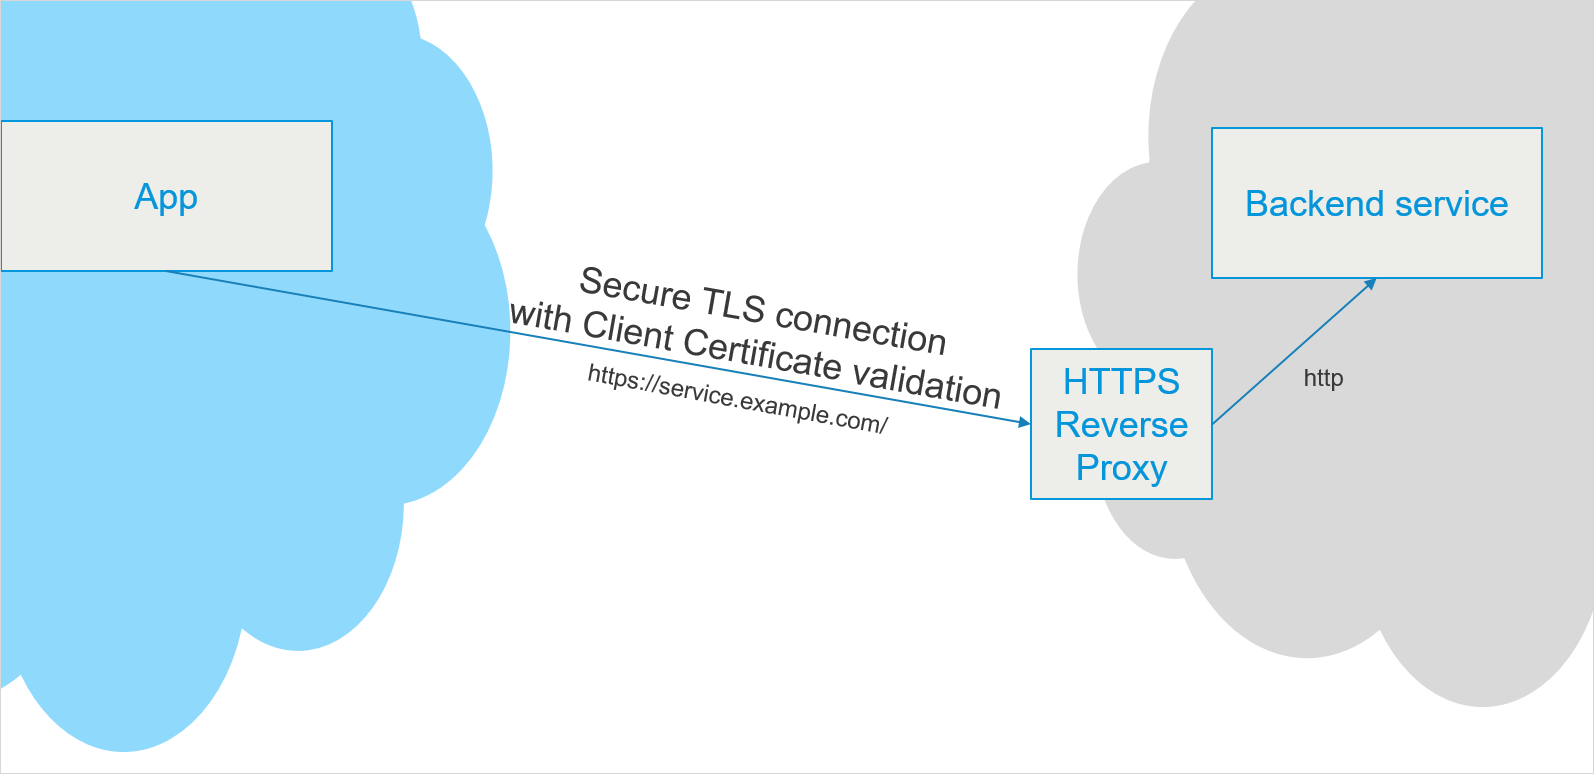 App
Backend service
Secure TLS connection
with Client Certificate validation
https://service.example.com/
HTTPS
Reverse
Proxy
http